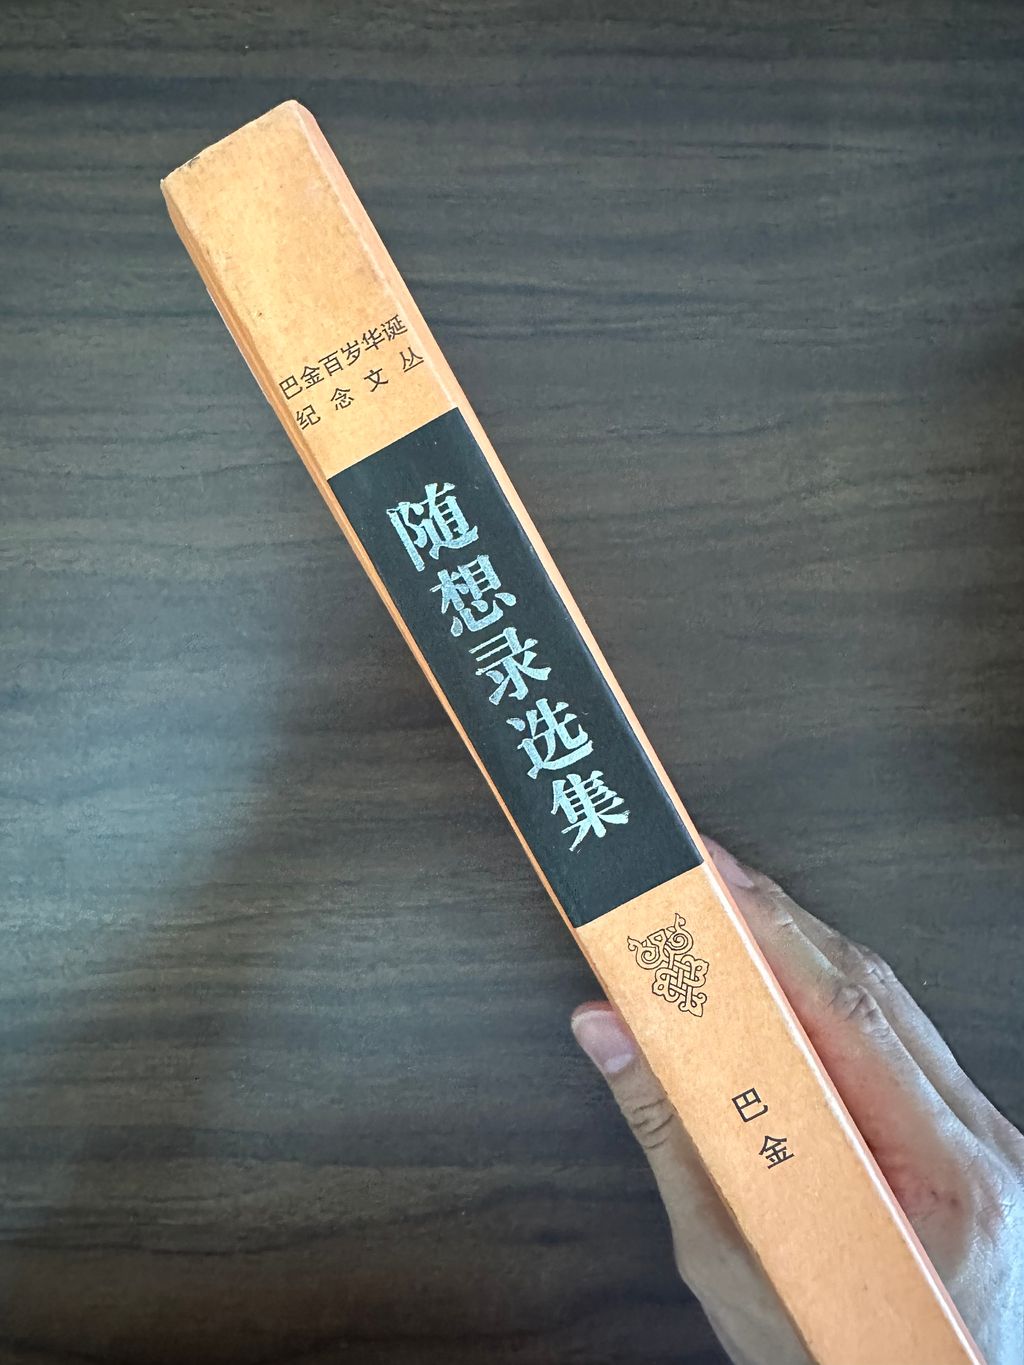 巴金百岁华诞
纪念文丛
随想录选集
巴金